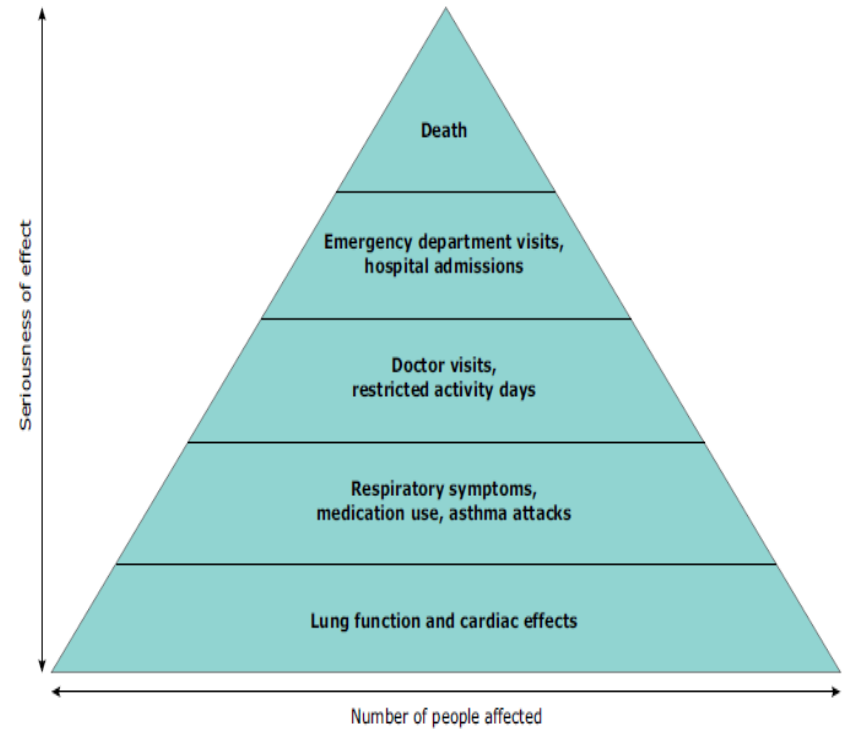 Death
Emergency department visits,
hospital admissions
Doctor visits,
restricted activity days
Respiratory symptoms,
medication use, asthma attacks
Lung function and cardiac effects
Seriousness of effect
Number of people affected